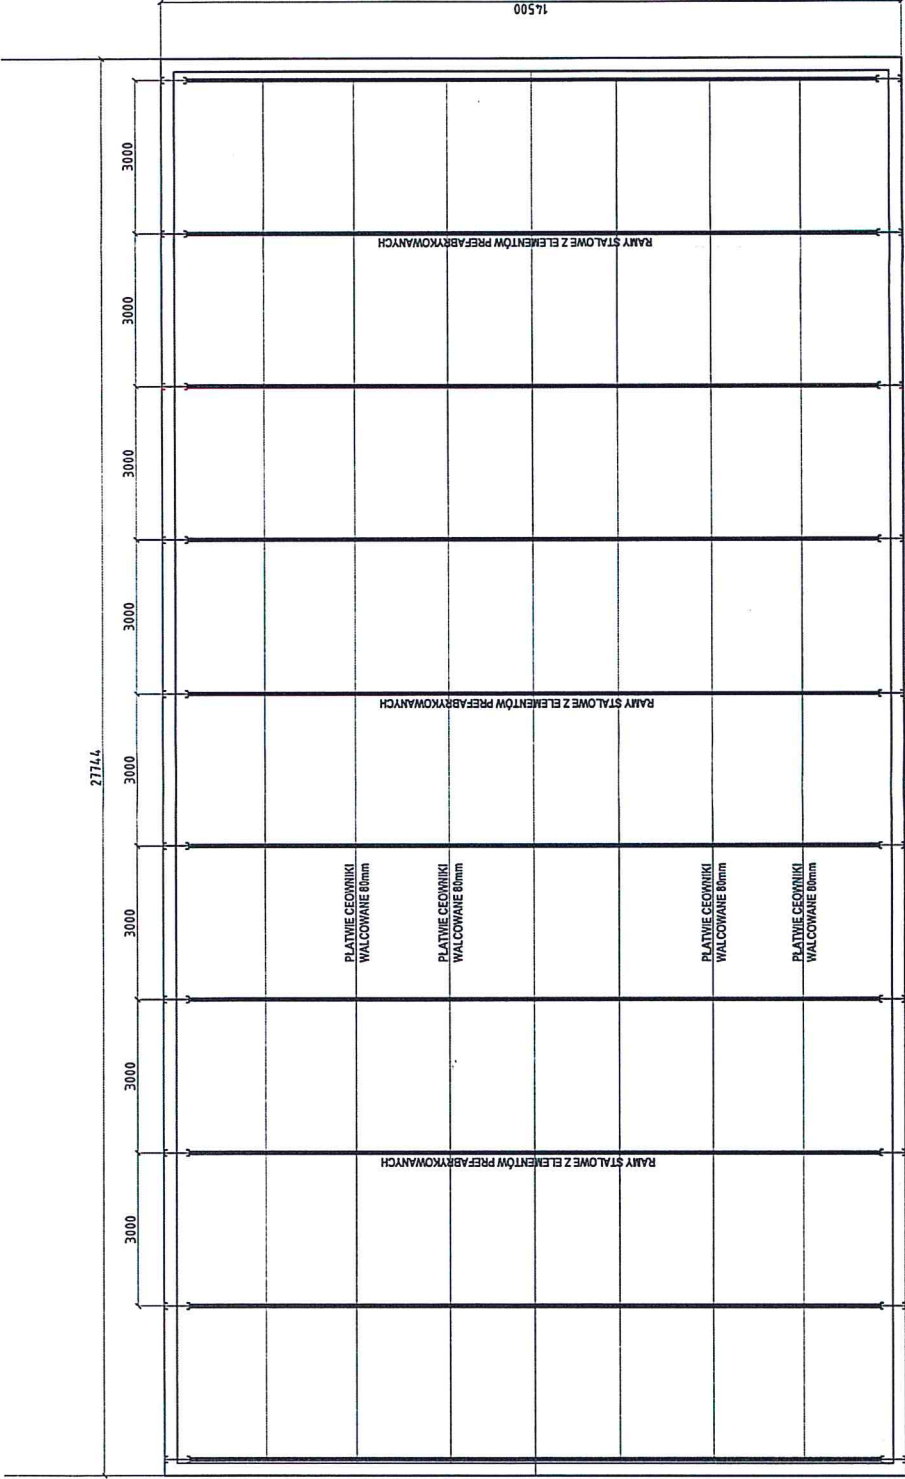 14500
27744
3000
3000
3000
3000
3000
3000
3000
3000
RAMY STALOWE Z ELEMENTÓW PREFABRYKOWANYCH
RAMY STALOWE Z ELEMENTÓW PREFABRYKOWANYCH
RAMY STALOWE Z ELEMENTÓW PREFABRYKOWANYCH
PŁATWIE CEOWNIKI
WALCOWANE 80mm
PŁATWIE CEOWNIKI
WALCOWANE 80mm
PŁATWIE CEOWNIKI
WALCOWANE 80mm
PŁATWIE CEOWNIKI
WALCOWANE 80mm